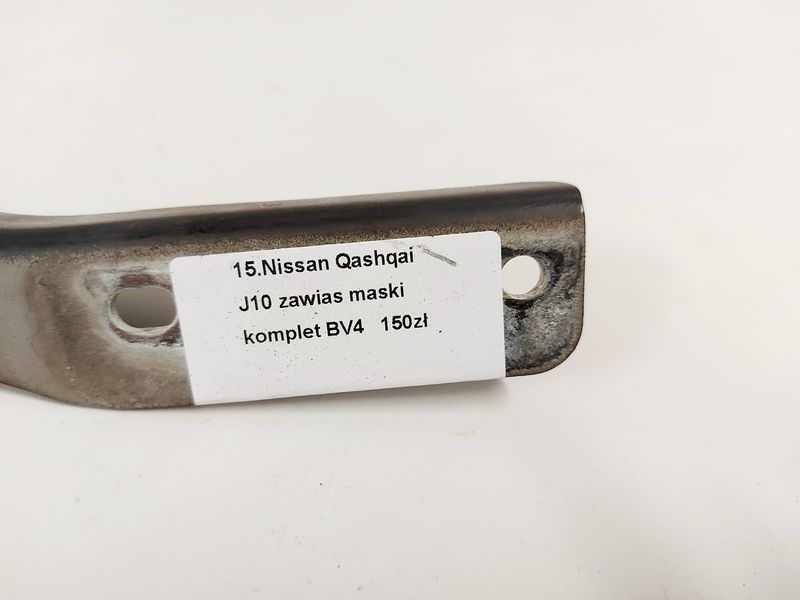 15.Nissan Qashqai
J10 zawias maski
komplet BV4 150zł